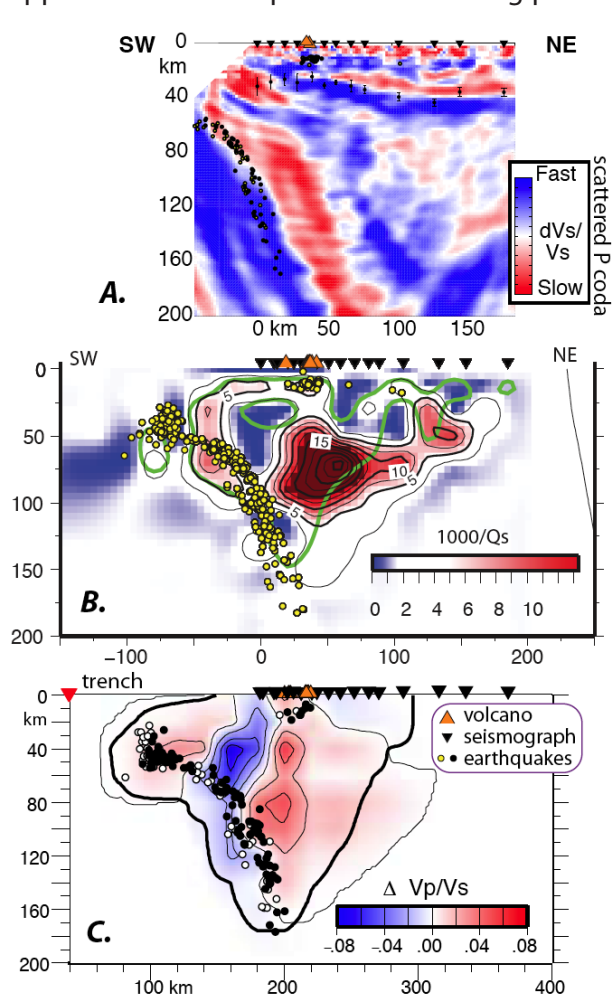 SW
0
NE
km
40
80
120
160
200
A.
0 km 50 100 150
Fast
dVs/
Vs
Slow
scattered P coda
SW
NE
0
50
100
150
200
B.
5
15
10
5
5
1000/Qs
0 2 4 6 8 10
−100 0 100 200
trench
0
km
40
80
120
160
200
C.
volcano
seismograph
earthquakes
Δ Vp/Vs
-.08 -.04 .00 0.04 .08
100 km 200 300 400